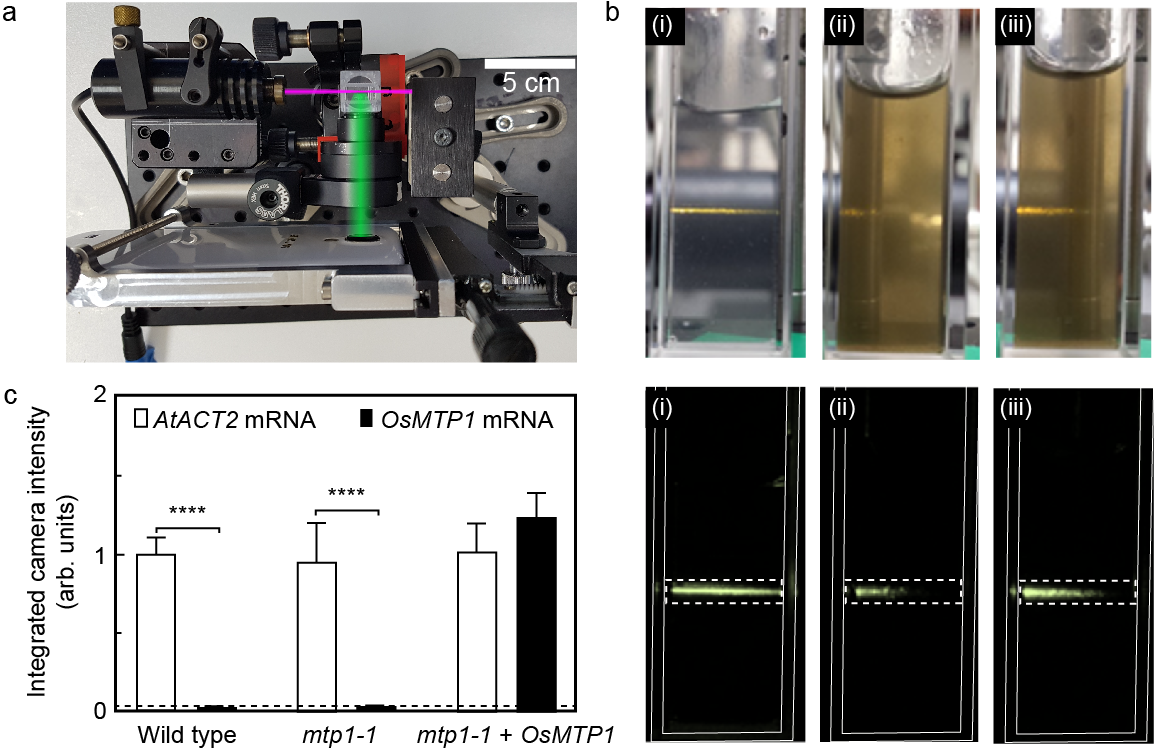 a
5 cm
THORLABS
b
(i)
(ii)
(iii)
(i)
(ii)
(iii)
c
Integrated camera intensity
(arb. units)
2
1
0
AtACT2 mRNA
OsMTP1 mRNA
****
****
Wild type
mtp1-1
mtp1-1 + OsMTP1